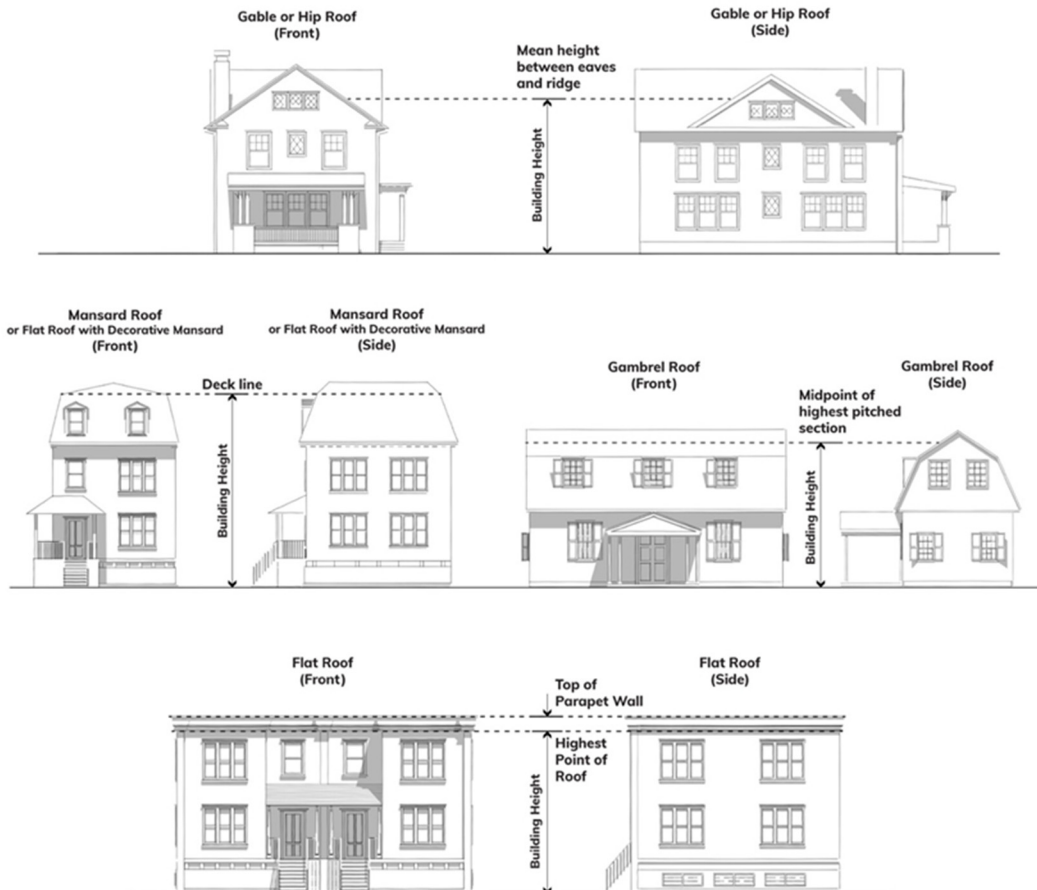 Gable or Hip Roof
(Front)
Gable or Hip Roof
(Side)
Mean height
between eaves
and ridge
Building Height
Mansard Roof
or Flat Roof with Decorative Mansard
(Front)
Mansard Roof
or Flat Roof with Decorative Mansard
(Side)
Deck line
Building Height
Gambrel Roof
(Front)
Gambrel Roof
(Side)
Midpoint of
highest pitched
section
Building Height
Flat Roof
(Front)
Flat Roof
(Side)
Top of
Parapet Wall
Highest
Point of
Roof
Building Height